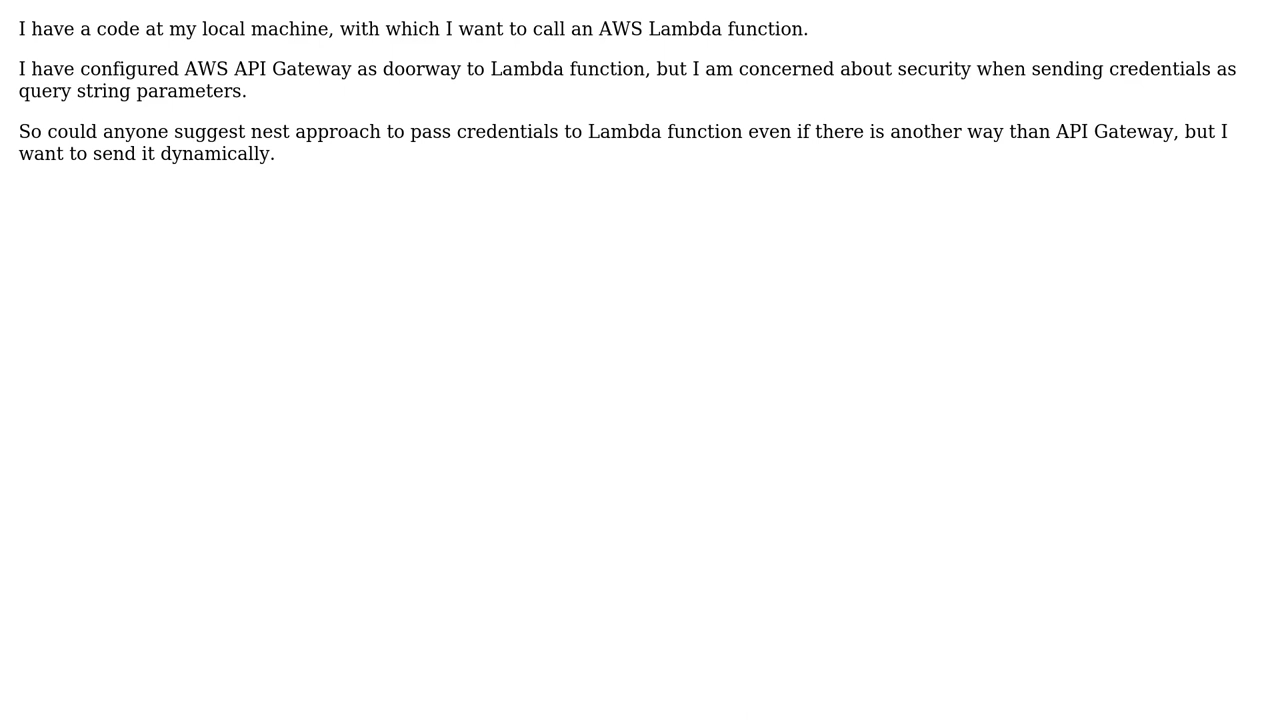 I have a code at my local machine, with which I want to call an AWS Lambda function.
I have configured AWS API Gateway as doorway to Lambda function, but I am concerned about security when sending credentials as
query string parameters.
So could anyone suggest nest approach to pass credentials to Lambda function even if there is another way than API Gateway, but I
want to send it dynamically.